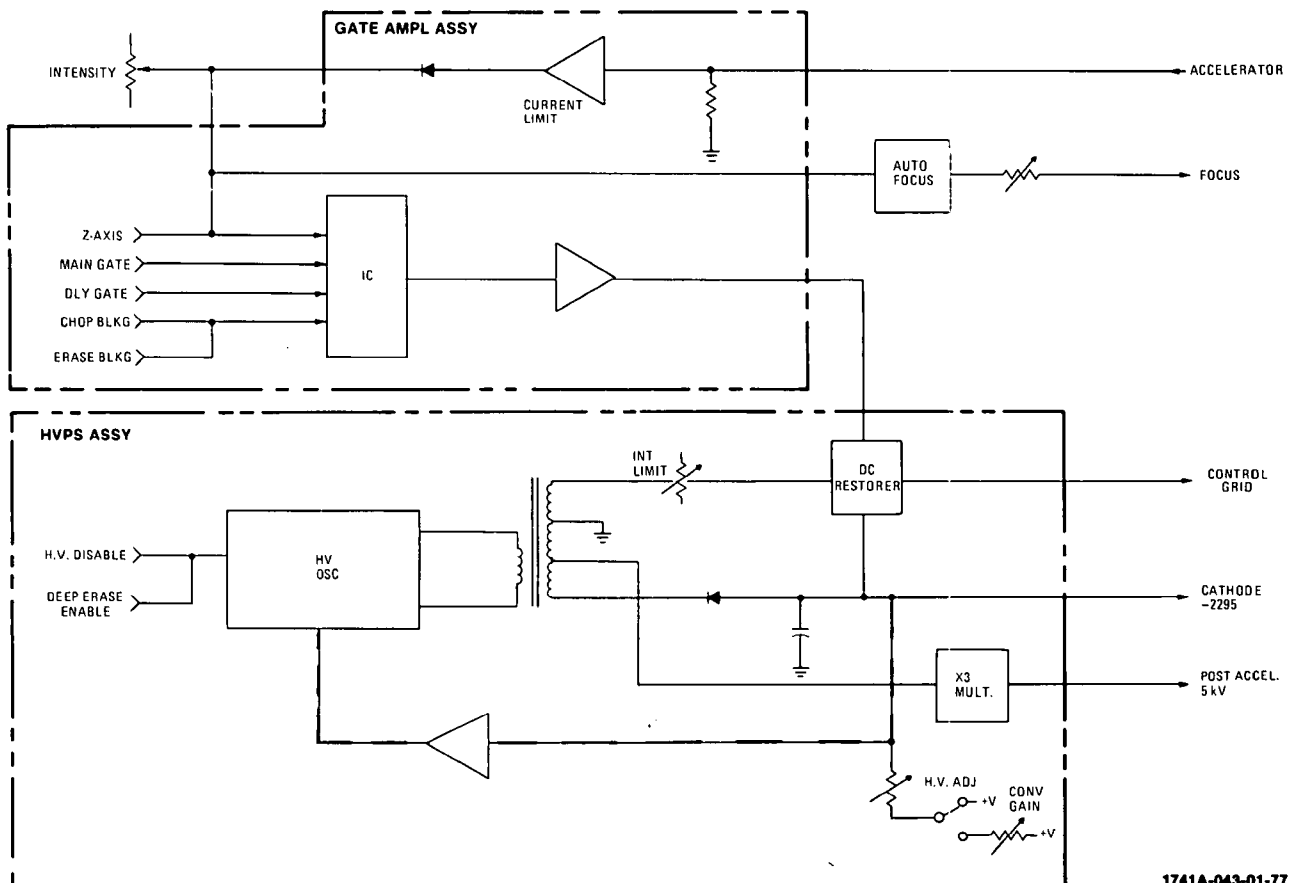 GATE AMPL ASSY
INTENSITY
CURRENT
LIMIT
ACCELERATOR
AUTO
FOCUS
FOCUS
Z-AXIS
MAIN GATE
DLY GATE
CHOP BLKG
ERASE BLKG
IC
HVPS ASSY
INT
LIMIT
DC
RESTORER
CONTROL
GRID
H.V. DISABLE
DEEP ERASE
ENABLE
HV
OSC
CATHODE
-2295
X3
MULT.
POST ACCEL.
5 kV
H.V. ADJ
+V
CONV
GAIN
+V
1741A-043-01-77